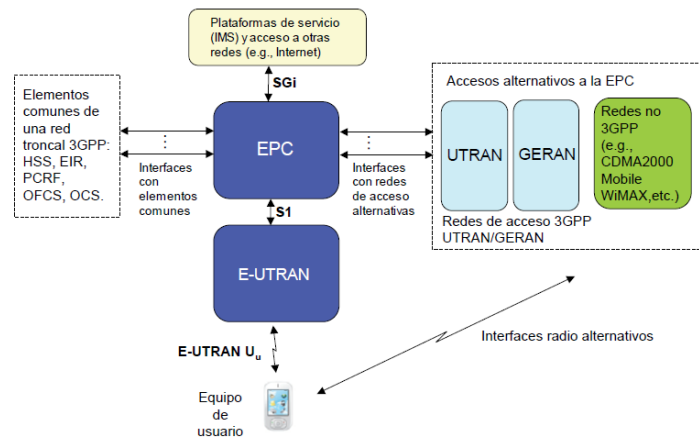 Plataformas de servicio
(IMS) y acceso a otras
redes (e.g., Internet)
SGi
Elementos
comunes de
una red
troncal 3GPP:
HSS, EIR,
PCRF,
OFCS, OCS.
Interfaces
con
elementos
comunes
EPC
Interfaces
con redes
de acceso
alternativas
Accesos alternativos a la EPC
UTRAN
GERAN
Redes no
3GPP
(e.g.,
CDMA2000
Mobile
WiMAX,etc.)
Redes de acceso 3GPP
UTRAN/GERAN
S1
E-UTRAN
E-UTRAN Uu
Interfaces radio alternativos
Equipo
de
usuario